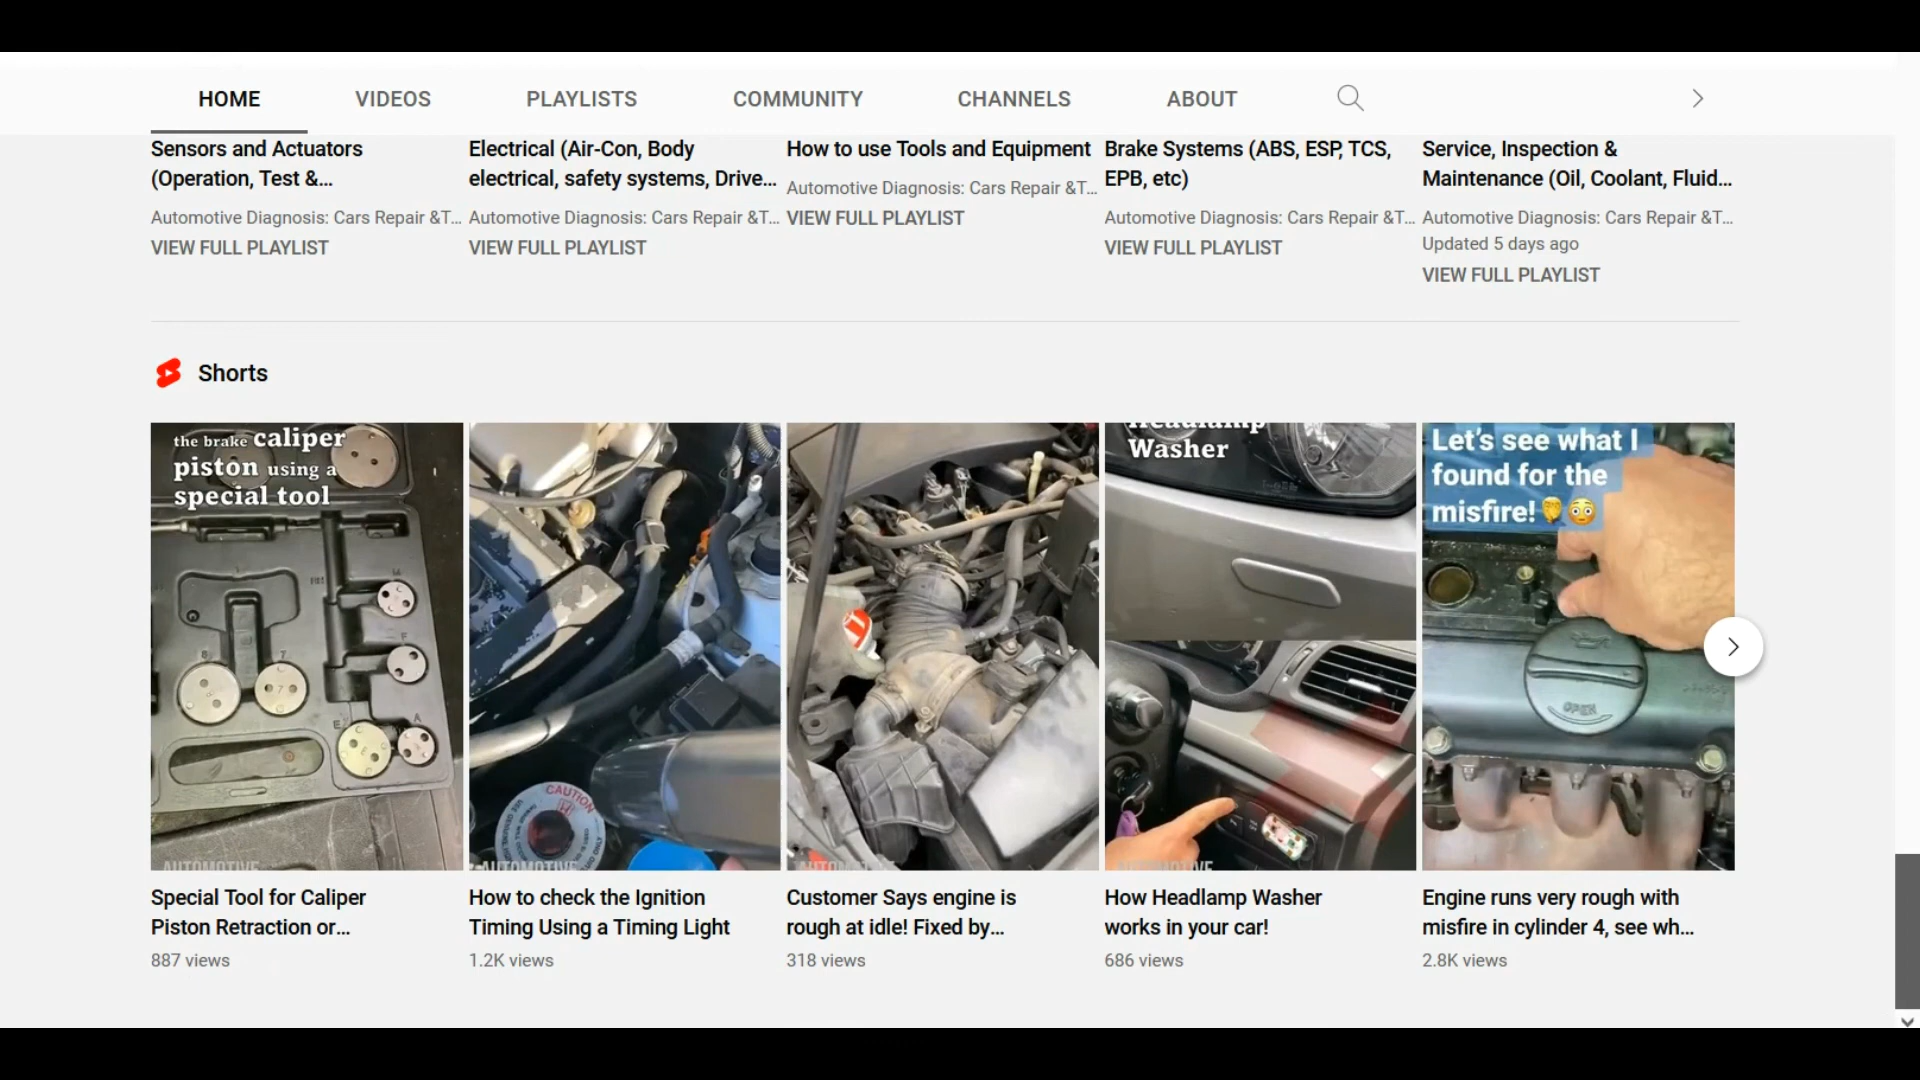 HOME VIDEOS PLAYLISTS COMMUNITY CHANNELS ABOUT
Sensors and Actuators
(Operation, Test &...
Automotive Diagnosis: Cars Repair &T...
VIEW FULL PLAYLIST
Electrical (Air-Con, Body
electrical, safety systems, Drive...
Automotive Diagnosis: Cars Repair &T...
VIEW FULL PLAYLIST
How to use Tools and Equipment
Automotive Diagnosis: Cars Repair &T...
VIEW FULL PLAYLIST
Brake Systems (ABS, ESP, TCS,
EPB, etc)
Automotive Diagnosis: Cars Repair &T...
VIEW FULL PLAYLIST
Service, Inspection &
Maintenance (Oil, Coolant, Fluid...
Automotive Diagnosis: Cars Repair &T...
Updated 5 days ago
VIEW FULL PLAYLIST
Shorts
the brake caliper
piston using a
special tool
AUTOMOTIVE
Special Tool for Caliper
Piston Retraction or...
887 views
CAUTION
AUTOMOTIVE
How to check the Ignition
Timing Using a Timing Light
1.2K views
AUTOMOTIVE
Customer Says engine is
rough at idle! Fixed by...
318 views
Headlamp
Washer
AUTOMOTIVE
How Headlamp Washer
works in your car!
686 views
Let's see what I
found for the
misfire!
OPEN
Engine runs very rough with
misfire in cylinder 4, see wh...
2.8K views